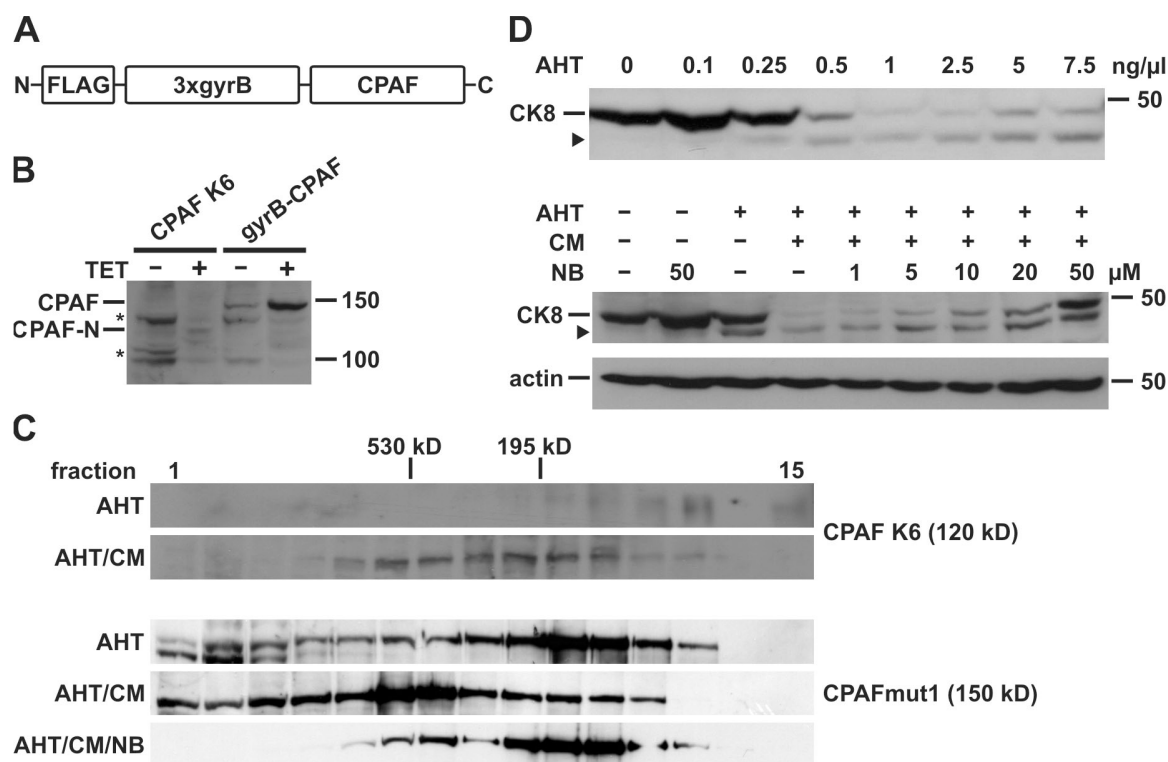 A
N FLAG 3xgyrB CPAF C
B
CPAF K6 gyrB-CPAF
TET − + − +
CPAF 150
*
CPAF-N
* 100
C
530 kD 195 kD
fraction 1 15
AHT
CPAF K6 (120 kD)
AHT/CM
AHT
AHT/CM CPAFmut1 (150 kD)
AHT/CM/NB
D
AHT 0 0.1 0.25 0.5 1 2.5 5 7.5 ng/µl
50
CK8
AHT − − + + + + + + +
CM − − − + + + + + +
NB − 50 − − 1 5 10 20 50 µM
50
CK8
actin 50